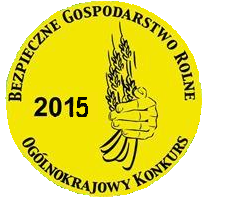 BEZPIECZNE GOSPODARSTWO ROLNE
2015
OGÓLNOKRAJOWY KONKURS